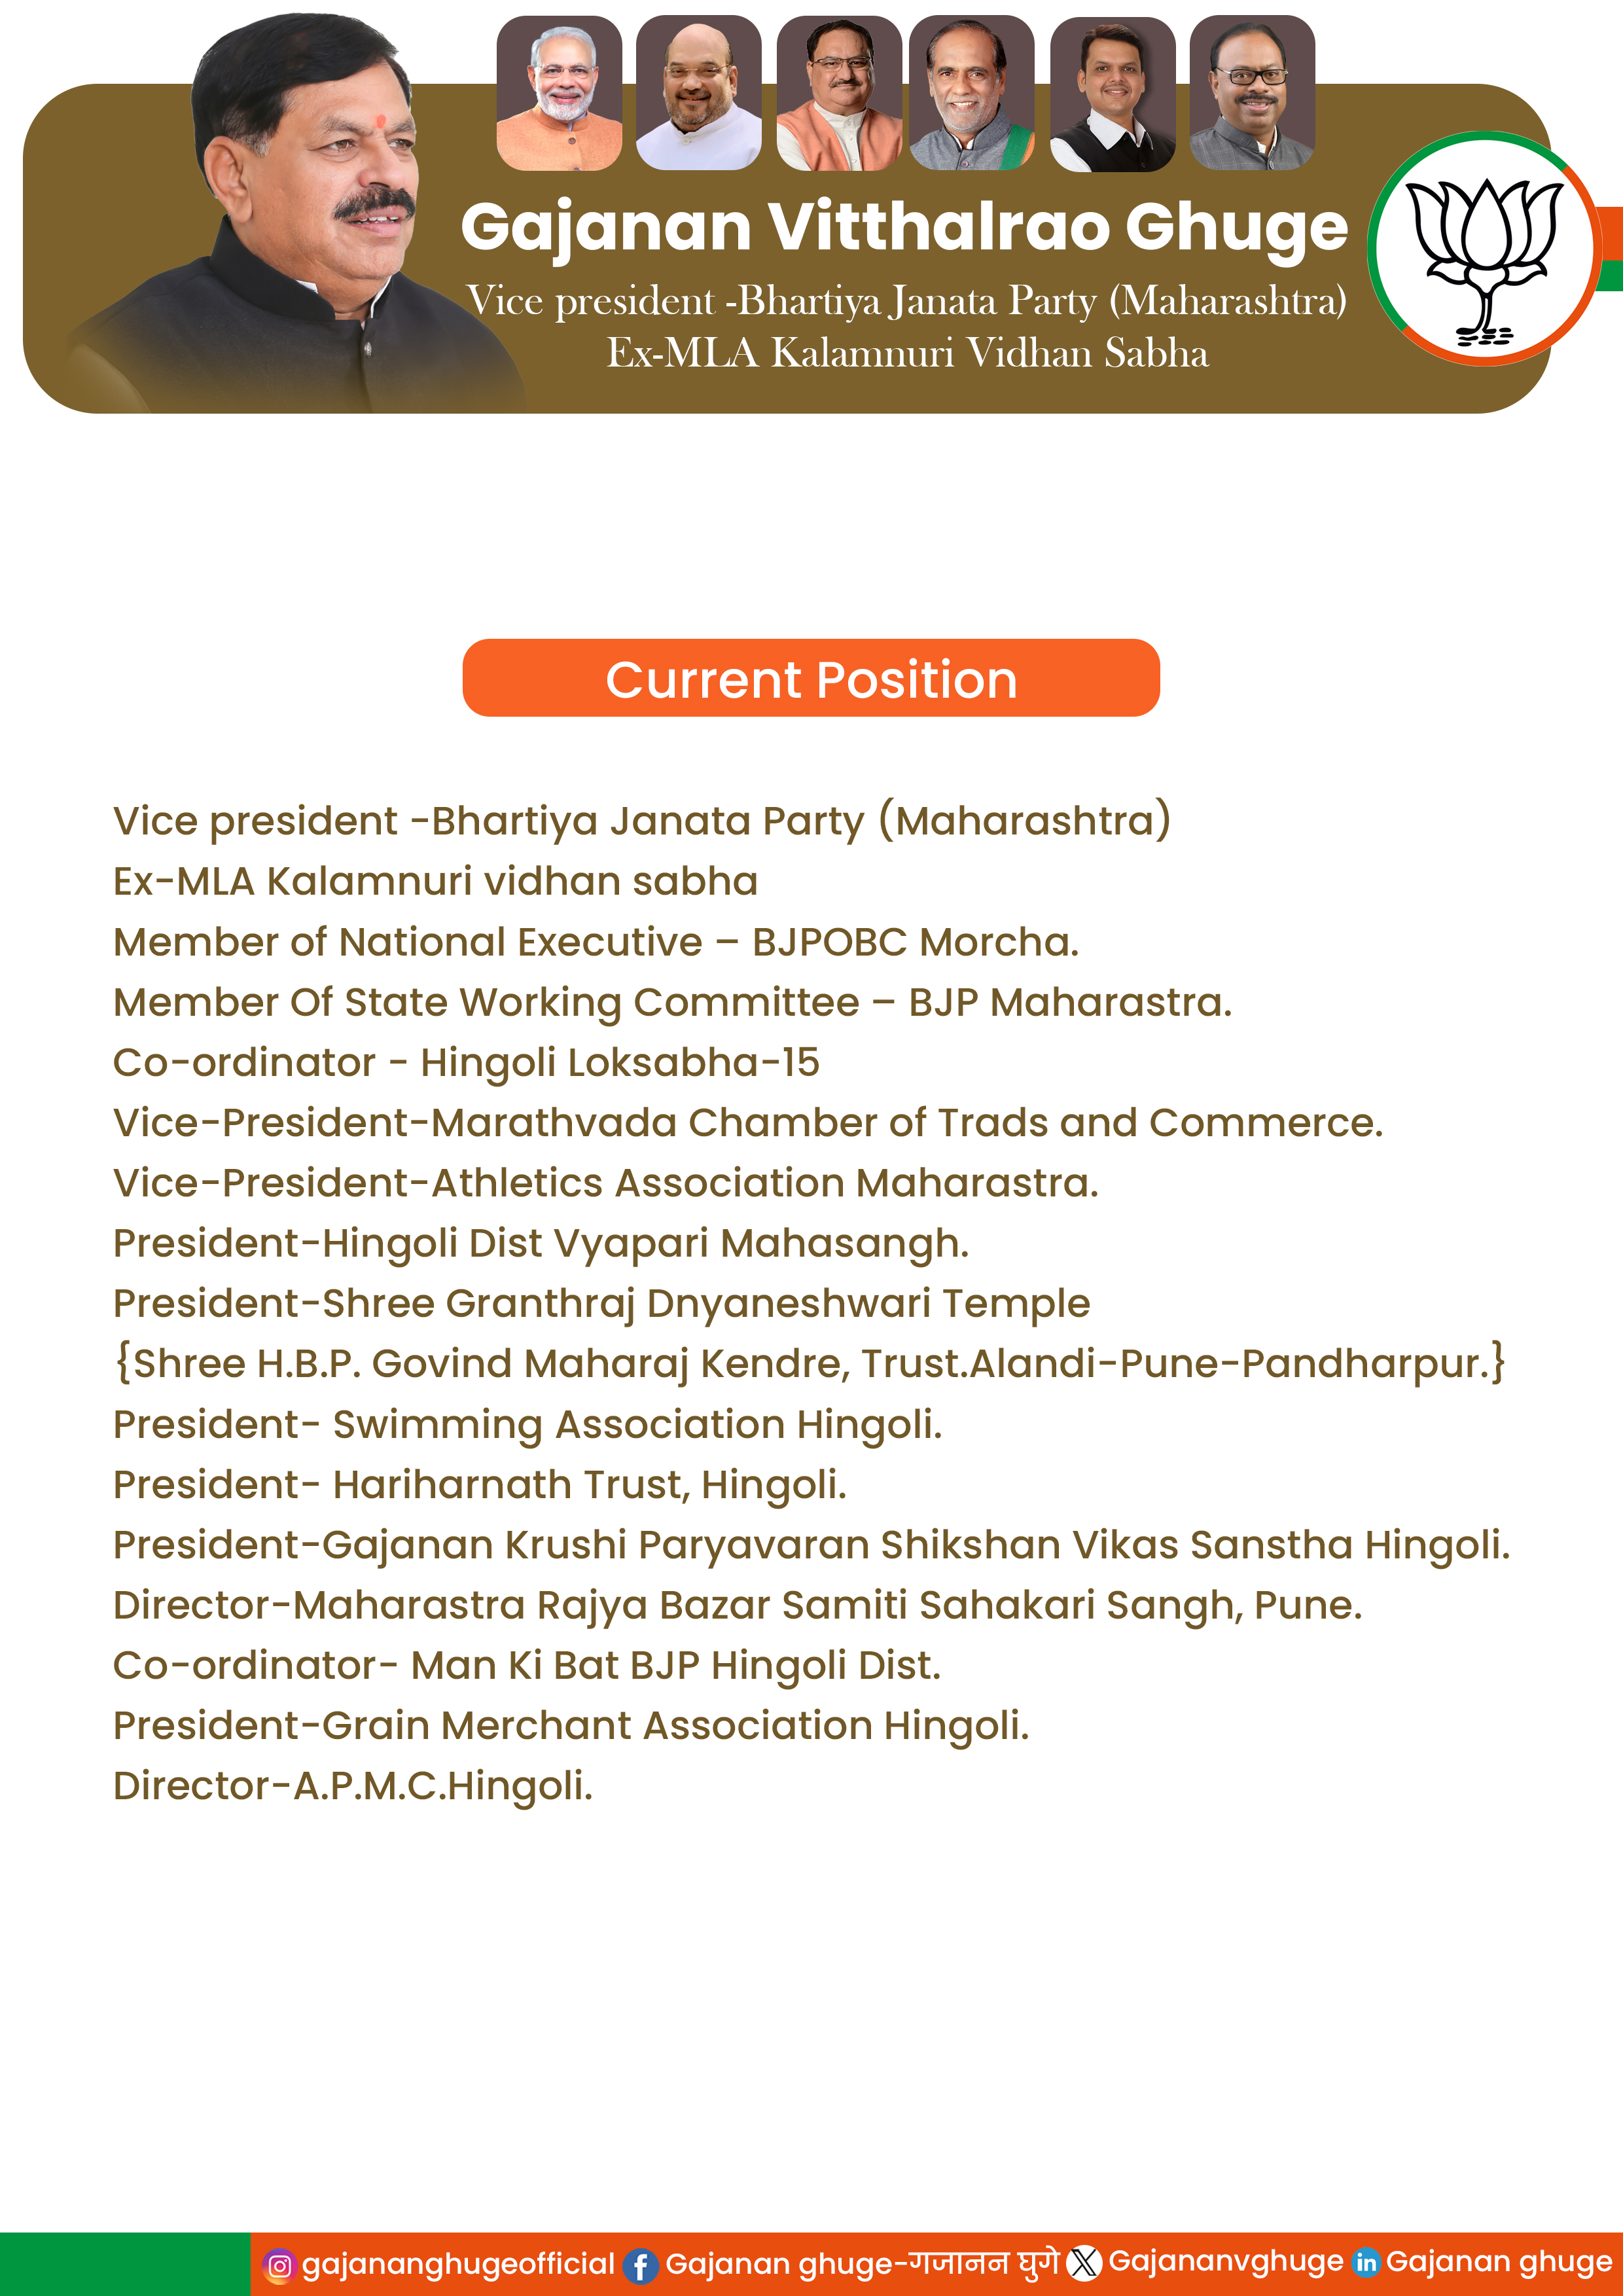 Gajanan Vitthalrao Ghuge
Vice president -Bhartiya Janata Party (Maharashtra)
Ex-MLA Kalamnuri Vidhan Sabha
Current Position
Vice president -Bhartiya Janata Party (Maharashtra)
Ex-MLA Kalamnuri vidhan sabha
Member of National Executive – BJPOBC Morcha.
Member Of State Working Committee – BJP Maharastra.
Co-ordinator - Hingoli Loksabha-15
Vice-President-Marathvada Chamber of Trads and Commerce.
Vice-President-Athletics Association Maharastra.
President-Hingoli Dist Vyapari Mahasangh.
President-Shree Granthraj Dnyaneshwari Temple
{Shree H.B.P. Govind Maharaj Kendre, Trust.Alandi-Pune-Pandharpur.}
President- Swimming Association Hingoli.
President- Hariharnath Trust, Hingoli.
President-Gajanan Krushi Paryavaran Shikshan Vikas Sanstha Hingoli.
Director-Maharastra Rajya Bazar Samiti Sahakari Sangh, Pune.
Co-ordinator- Man Ki Bat BJP Hingoli Dist.
President-Grain Merchant Association Hingoli.
Director-A.P.M.C.Hingoli.
gajananghugeofficial Gajanan ghuge-गजानन घुगे Gajananvghuge Gajanan ghuge